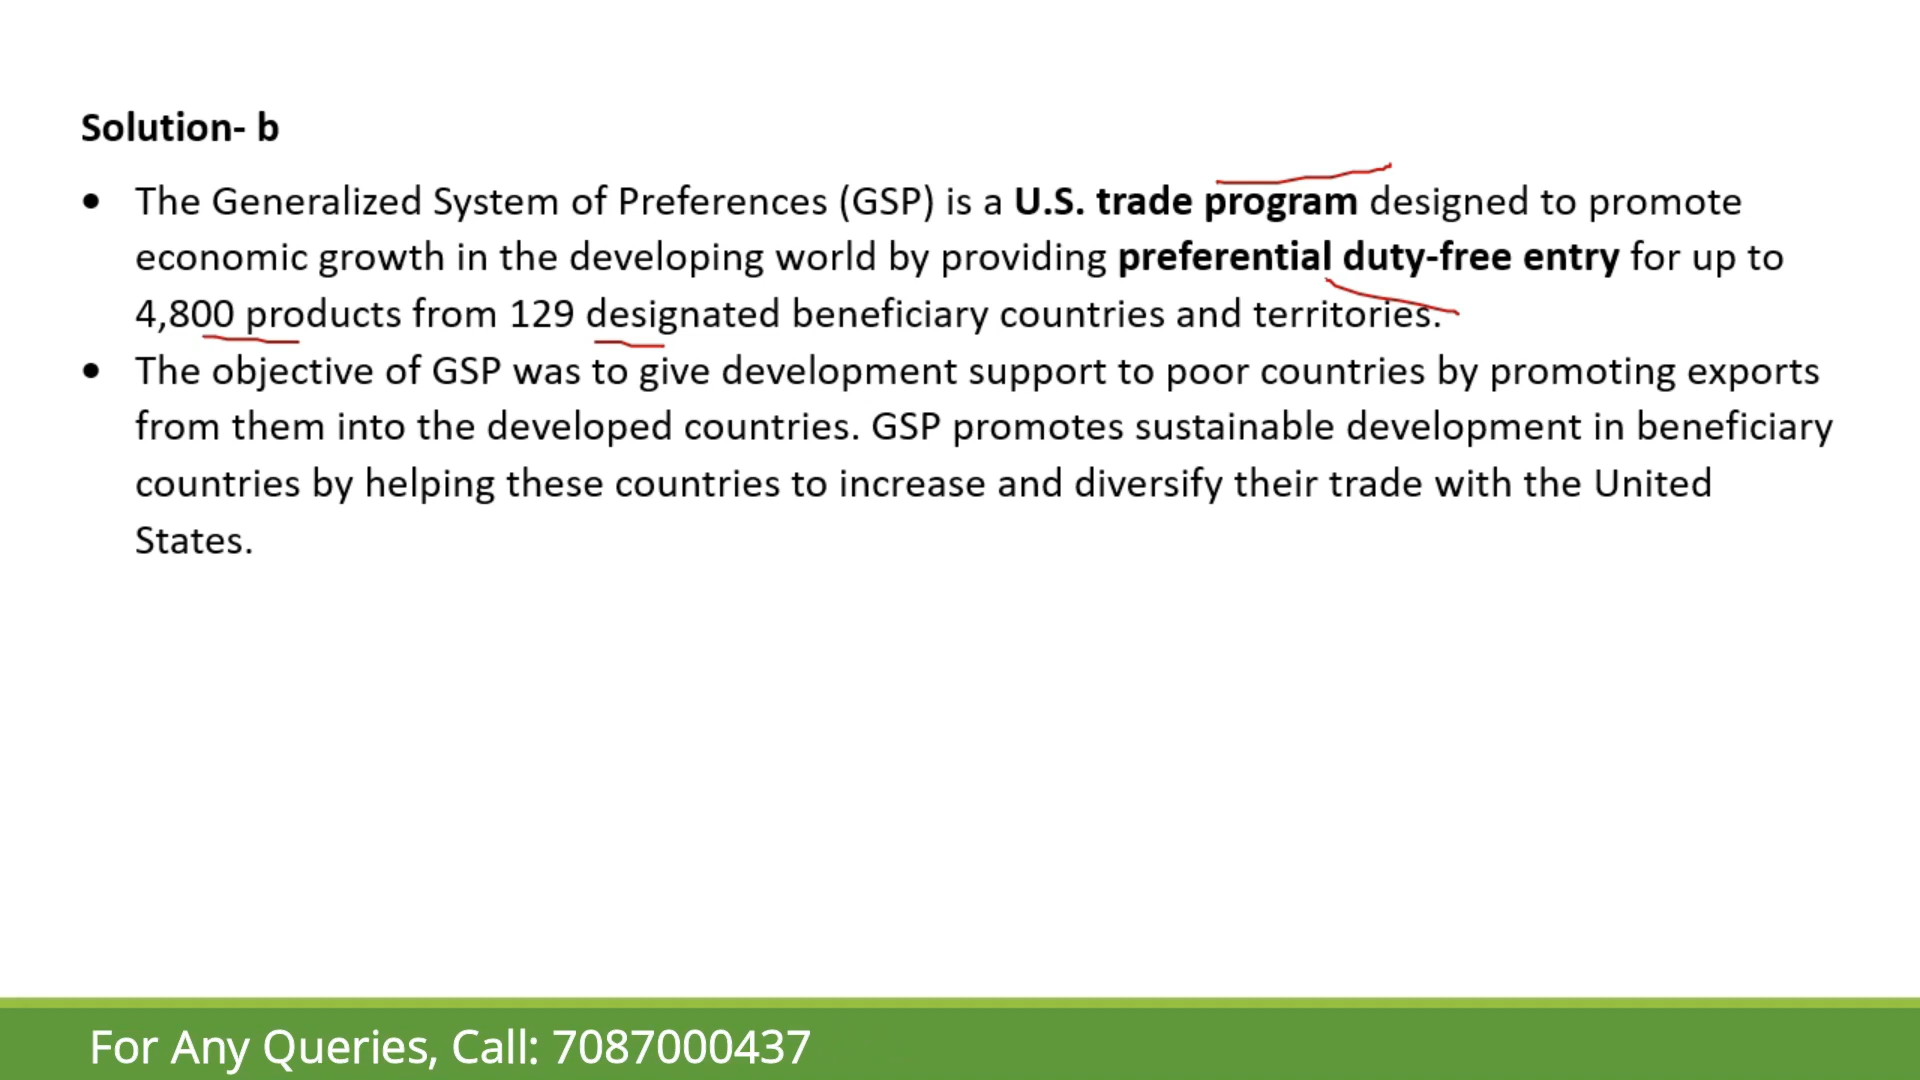 Solution- b
• The Generalized System of Preferences (GSP) is a U.S. trade program designed to promote
economic growth in the developing world by providing preferential duty-free entry for up to
4,800 products from 129 designated beneficiary countries and territories.
• The objective of GSP was to give development support to poor countries by promoting exports
from them into the developed countries. GSP promotes sustainable development in beneficiary
countries by helping these countries to increase and diversify their trade with the United
States.
For Any Queries, Call: 7087000437